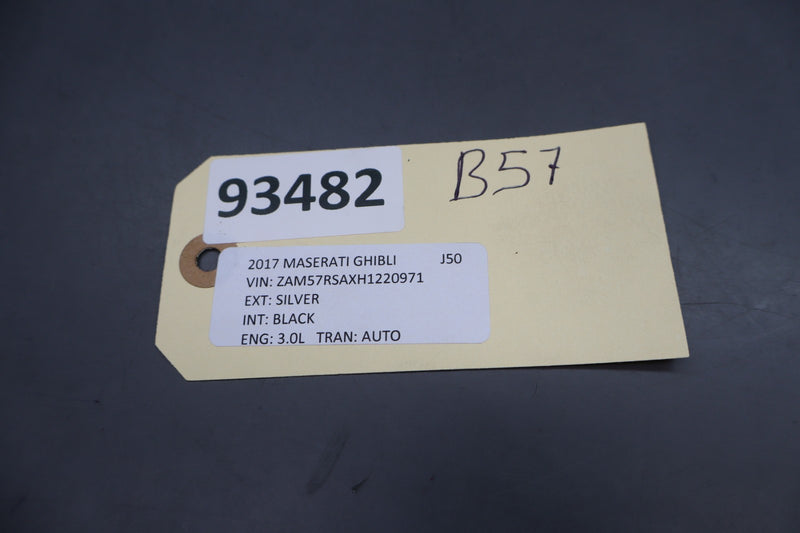 93482
B57
2017 MASERATI GHIBLI J50
VIN: ZAM57RSAXH1220971
EXT: SILVER
INT: BLACK
ENG: 3.0L TRAN: AUTO